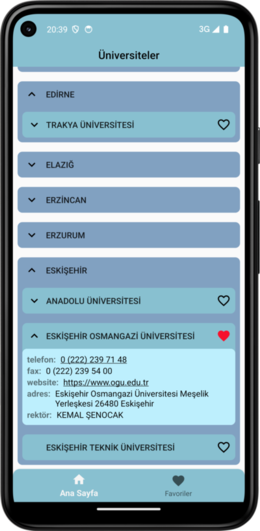 20:39
3G
Üniversiteler
EDİRNE
TRAKYA ÜNİVERSİTESİ
ELAZIĞ
ERZİNCAN
ERZURUM
ESKİŞEHİR
ANADOLU ÜNİVERSİTESİ
ESKİŞEHİR OSMANGAZİ ÜNİVERSİTESİ
telefon: 0 (222) 239 71 48
fax: 0 (222) 239 54 00
website: https://www.ogu.edu.tr
adres: Eskişehir Osmangazi Üniversitesi Meşelik
Yerleşkesi 26480 Eskişehir
rektör: KEMAL ŞENOCAK
ESKİŞEHİR TEKNİK ÜNİVERSİTESİ
Ana Sayfa
Favoriler